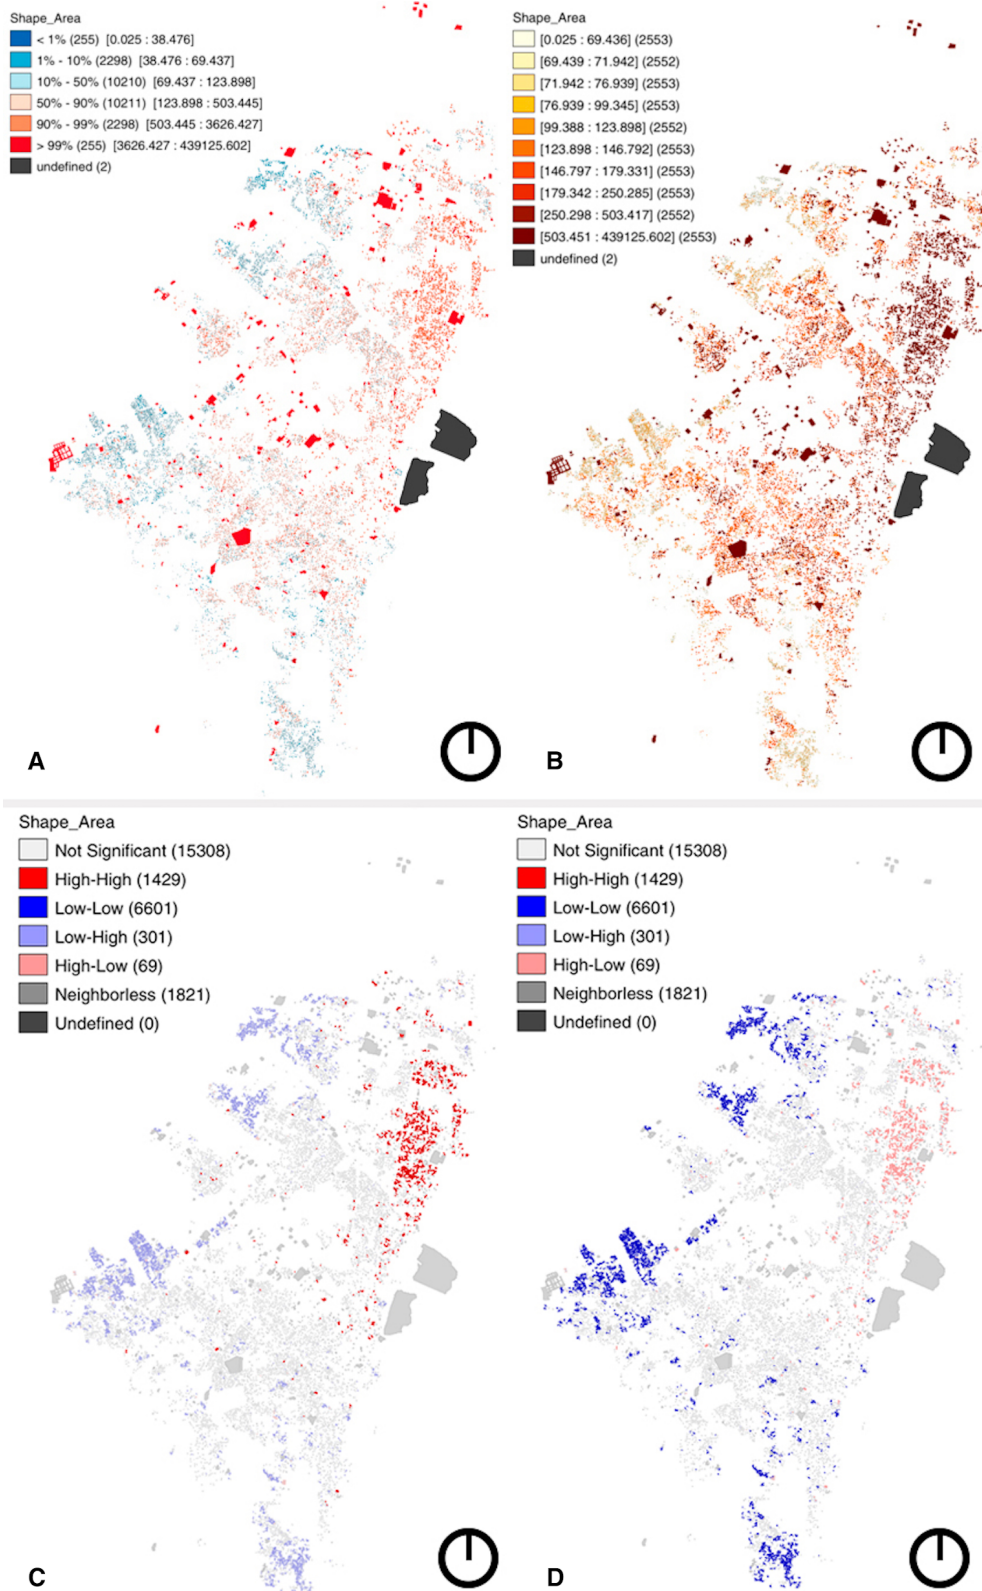 Shape_Area
< 1% (255) [0.025 : 38.476]
1% - 10% (2298) [38.476 : 69.437]
10% - 50% (10210) [69.437 : 123.898]
50% - 90% (10211) [123.898 : 503.445]
90% - 99% (2298) [503.445 : 3626.427]
> 99% (255) [3626.427 : 439125.602]
undefined (2)
A
Shape_Area
[0.025 : 69.436] (2553)
[69.439 : 71.942] (2552)
[71.942 : 76.939] (2553)
[76.939 : 99.345] (2553)
[99.388 : 123.898] (2552)
[123.898 : 146.792] (2553)
[146.797 : 179.331] (2553)
[179.342 : 250.285] (2553)
[250.298 : 503.417] (2552)
[503.451 : 439125.602] (2553)
undefined (2)
B
Shape_Area
Not Significant (15308)
High-High (1429)
Low-Low (6601)
Low-High (301)
High-Low (69)
Neighborless (1821)
Undefined (0)
C
Shape_Area
Not Significant (15308)
High-High (1429)
Low-Low (6601)
Low-High (301)
High-Low (69)
Neighborless (1821)
Undefined (0)
D